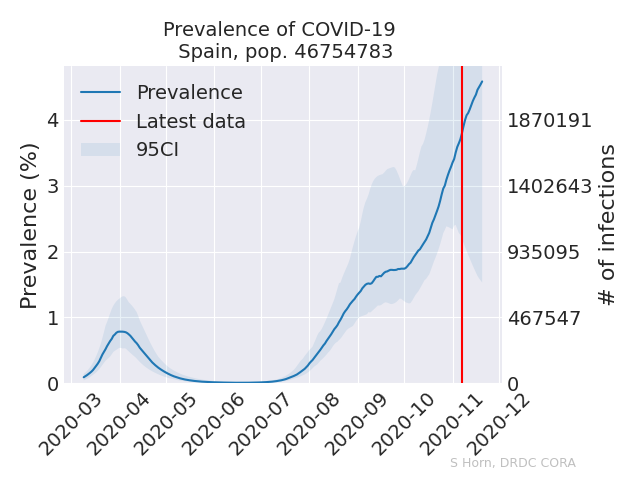 Prevalence of COVID-19
Spain, pop. 46754783
Prevalence
Latest data
95CI
Prevalence (%)
4
3
2
1
0
1870191
1402643
935095
467547
0
# of infections
2020-03
2020-04
2020-05
2020-06
2020-07
2020-08
2020-09
2020-10
2020-11
2020-12
S Horn, DRDC CORA